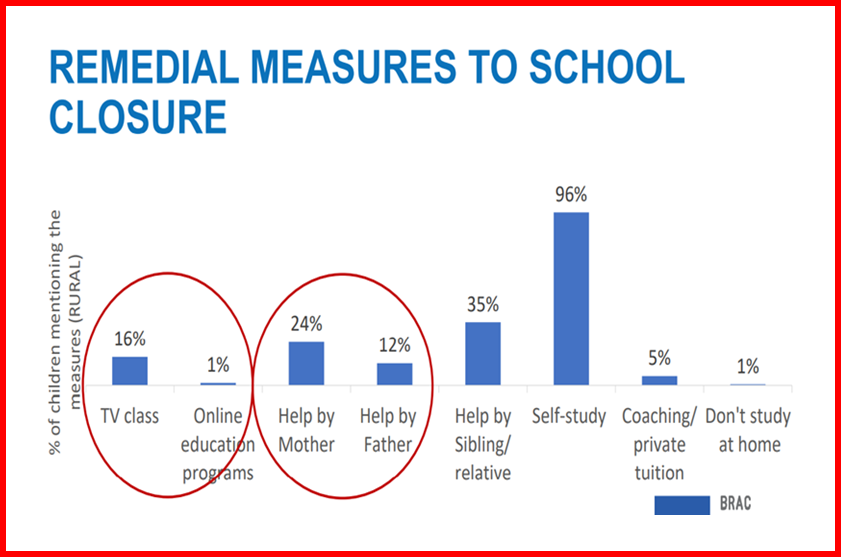 REMEDIAL MEASURES TO SCHOOL
CLOSURE
% of children mentioning the
measures (RURAL)
16%
1%
24%
12%
35%
96%
5%
1%
TV class
Online
education
programs
Help by
Mother
Help by
Father
Help by
Sibling/
relative
Self-study
Coaching/
private
tuition
Don't study
at home
BRAC